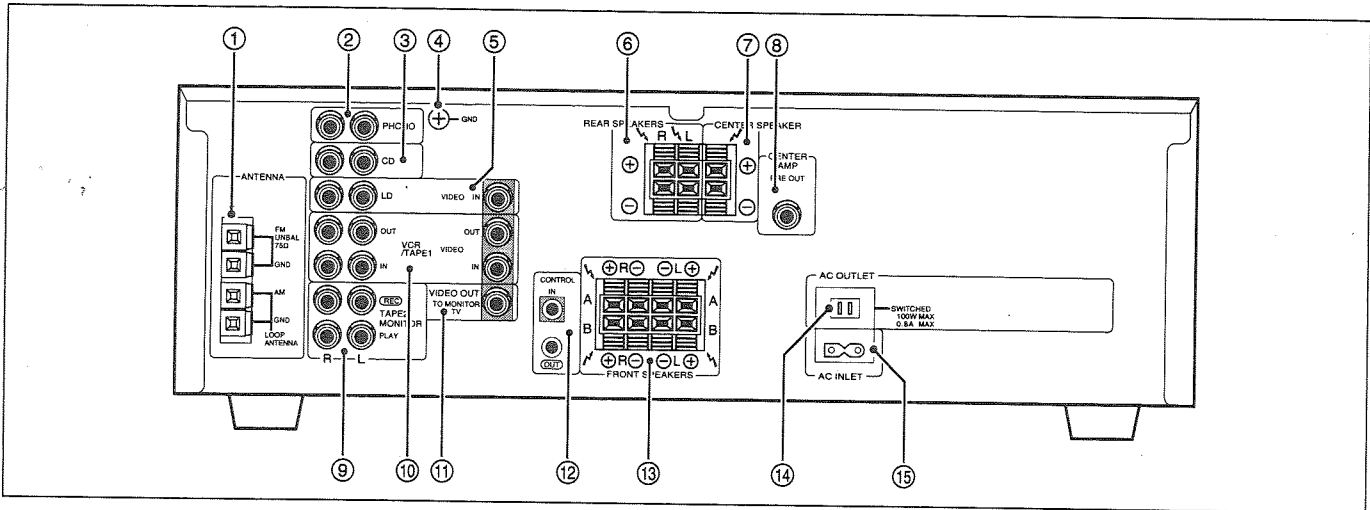 ① ② ③ ④ ⑤ ⑥ ⑦ ⑧
PHONO
GND
CD
ANTENNA
LD
VIDEO IN
FM
UNBAL
75Ω
GND
AM
GND
LOOP
ANTENNA
OUT
VCR
/TAPE1
IN
OUT
VIDEO
IN
REC
TAPE2
MONITOR
PLAY
R L
VIDEO OUT
TO MONITOR
TV
REAR SPEAKERS
R L
⊕
⊖
CENTER SPEAKER
⊕
⊖
CENTER
AMP
PRE OUT
CONTROL
IN
OUT
⊕R⊖ ⊖L⊕
A A
B B
⊕R⊖ ⊖L⊕
FRONT SPEAKERS
AC OUTLET
SWITCHED
100W MAX
0.8A MAX
AC INLET
⑨ ⑩ ⑪ ⑫ ⑬ ⑭ ⑮